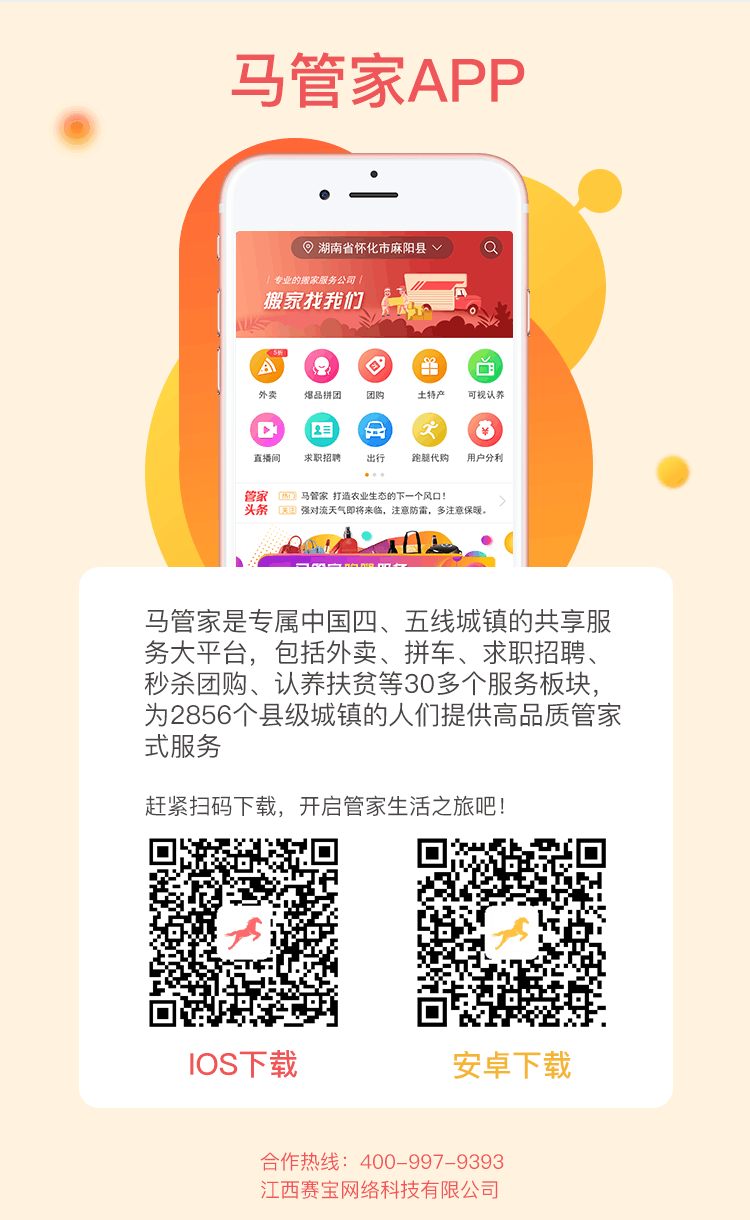 马管家APP
湖南省怀化市麻阳县
专业的搬家服务公司
搬家找我们
5折
外卖
爆品拼团
团购
土特产
可视认养
直播间
求职招聘
出行
跑腿代购
用户分利
管家
头条
热门 马管家 打造农业生态的下一个风口！
关注 强对流天气即将来临，注意防雷，多注意保暖。
马管家是专属中国四、五线城镇的共享服
务大平台，包括外卖、拼车、求职招聘、
秒杀团购、认养扶贫等30多个服务板块，
为2856个县级城镇的人们提供高品质管家
式服务
赶紧扫码下载，开启管家生活之旅吧！
IOS下载
安卓下载
合作热线：400-997-9393
江西赛宝网络科技有限公司